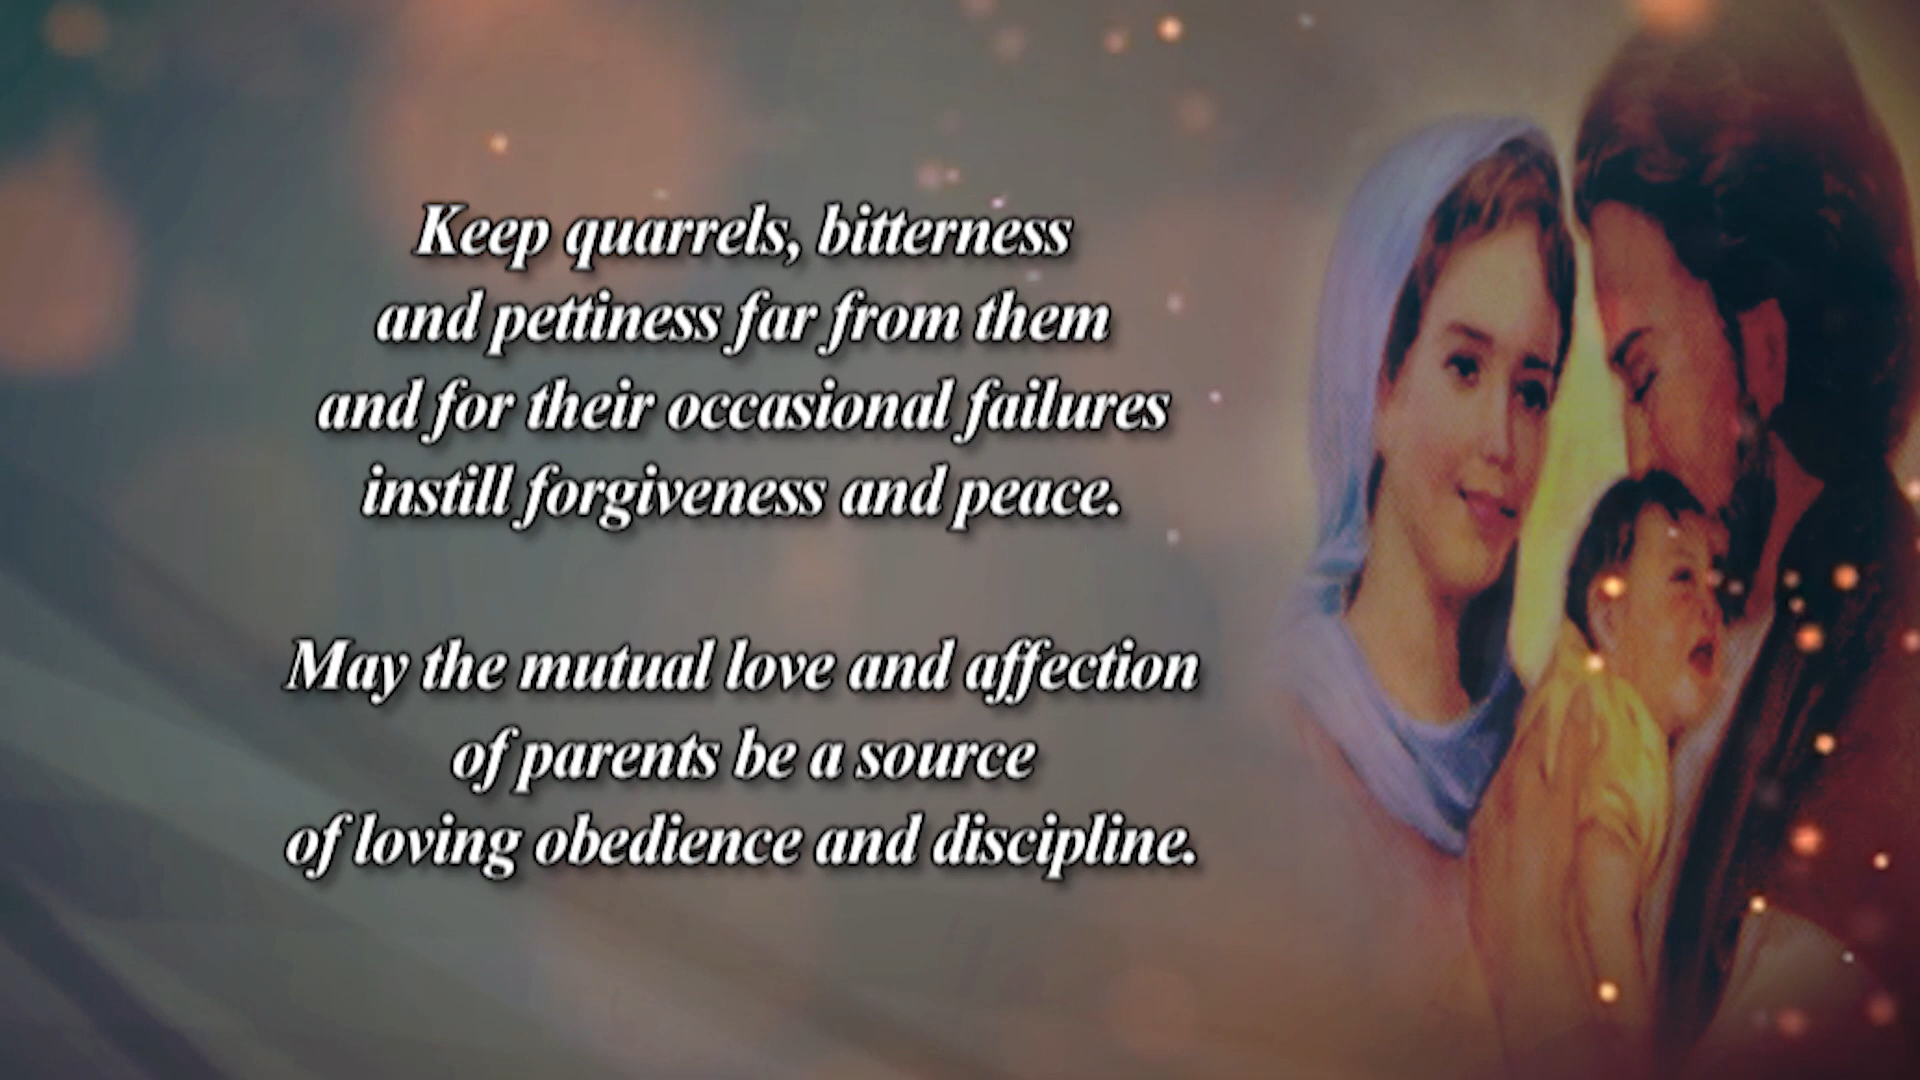 Keep quarrels, bitterness
and pettiness far from them
and for their occasional failures
instill forgiveness and peace.
May the mutual love and affection
of parents be a source
of loving obedience and discipline.